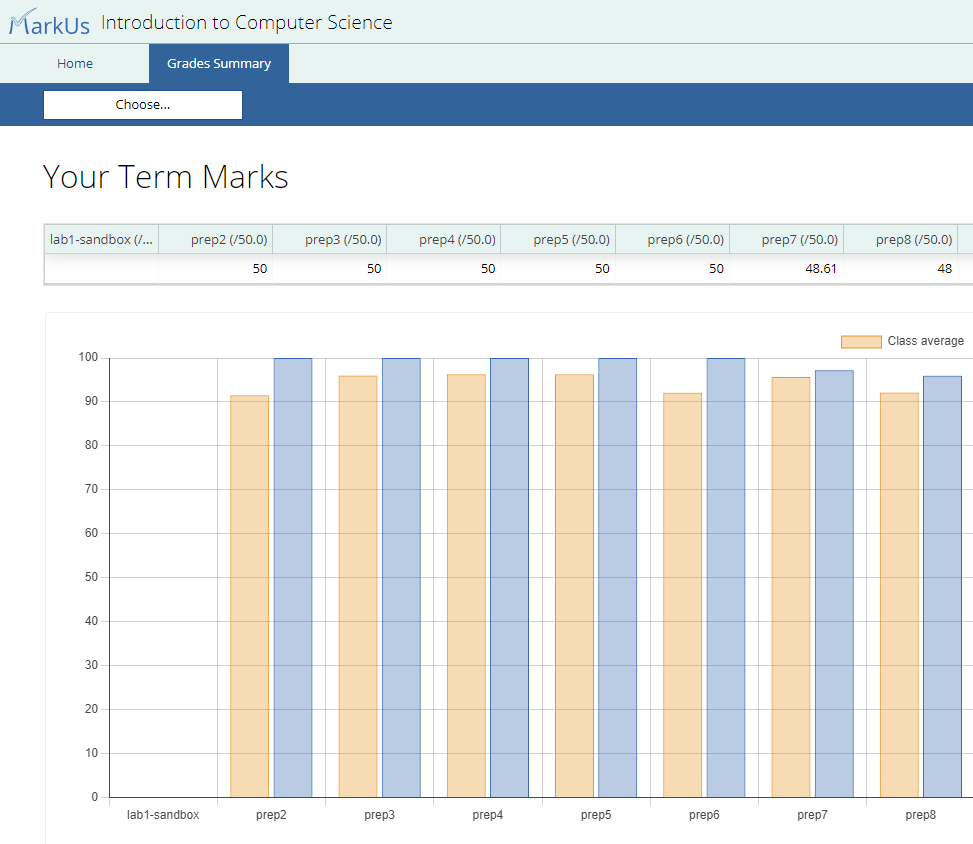 MarkUs Introduction to Computer Science
Home Grades Summary
Choose...
Your Term Marks
lab1-sandbox (/... prep2 (/50.0) prep3 (/50.0) prep4 (/50.0) prep5 (/50.0) prep6 (/50.0) prep7 (/50.0) prep8 (/50.0)
50 50 50 50 50 48.61 48
Class average
100
90
80
70
60
50
40
30
20
10
0
lab1-sandbox prep2 prep3 prep4 prep5 prep6 prep7 prep8